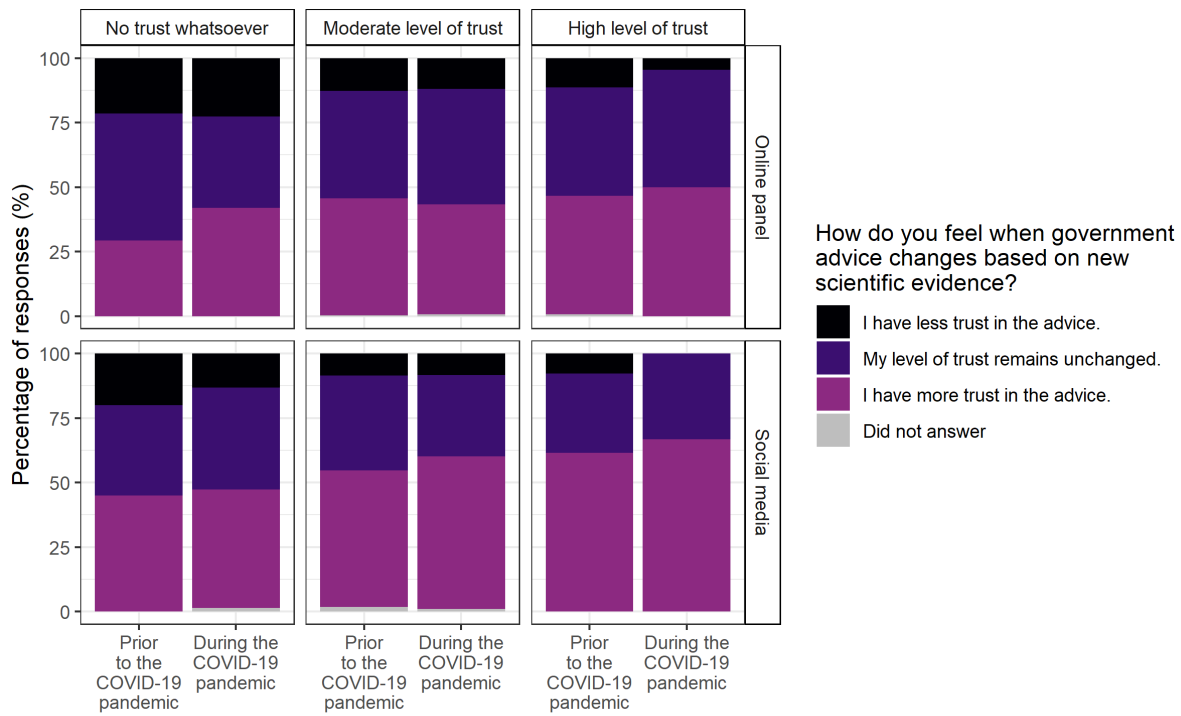 No trust whatsoever
Moderate level of trust
High level of trust
Percentage of responses (%)
100
75
50
25
0
Online panel
100
75
50
25
0
Social media
Prior
to the
COVID-19
pandemic
During the
COVID-19
pandemic
Prior
to the
COVID-19
pandemic
During the
COVID-19
pandemic
Prior
to the
COVID-19
pandemic
During the
COVID-19
pandemic
How do you feel when government
advice changes based on new
scientific evidence?
I have less trust in the advice.
My level of trust remains unchanged.
I have more trust in the advice.
Did not answer